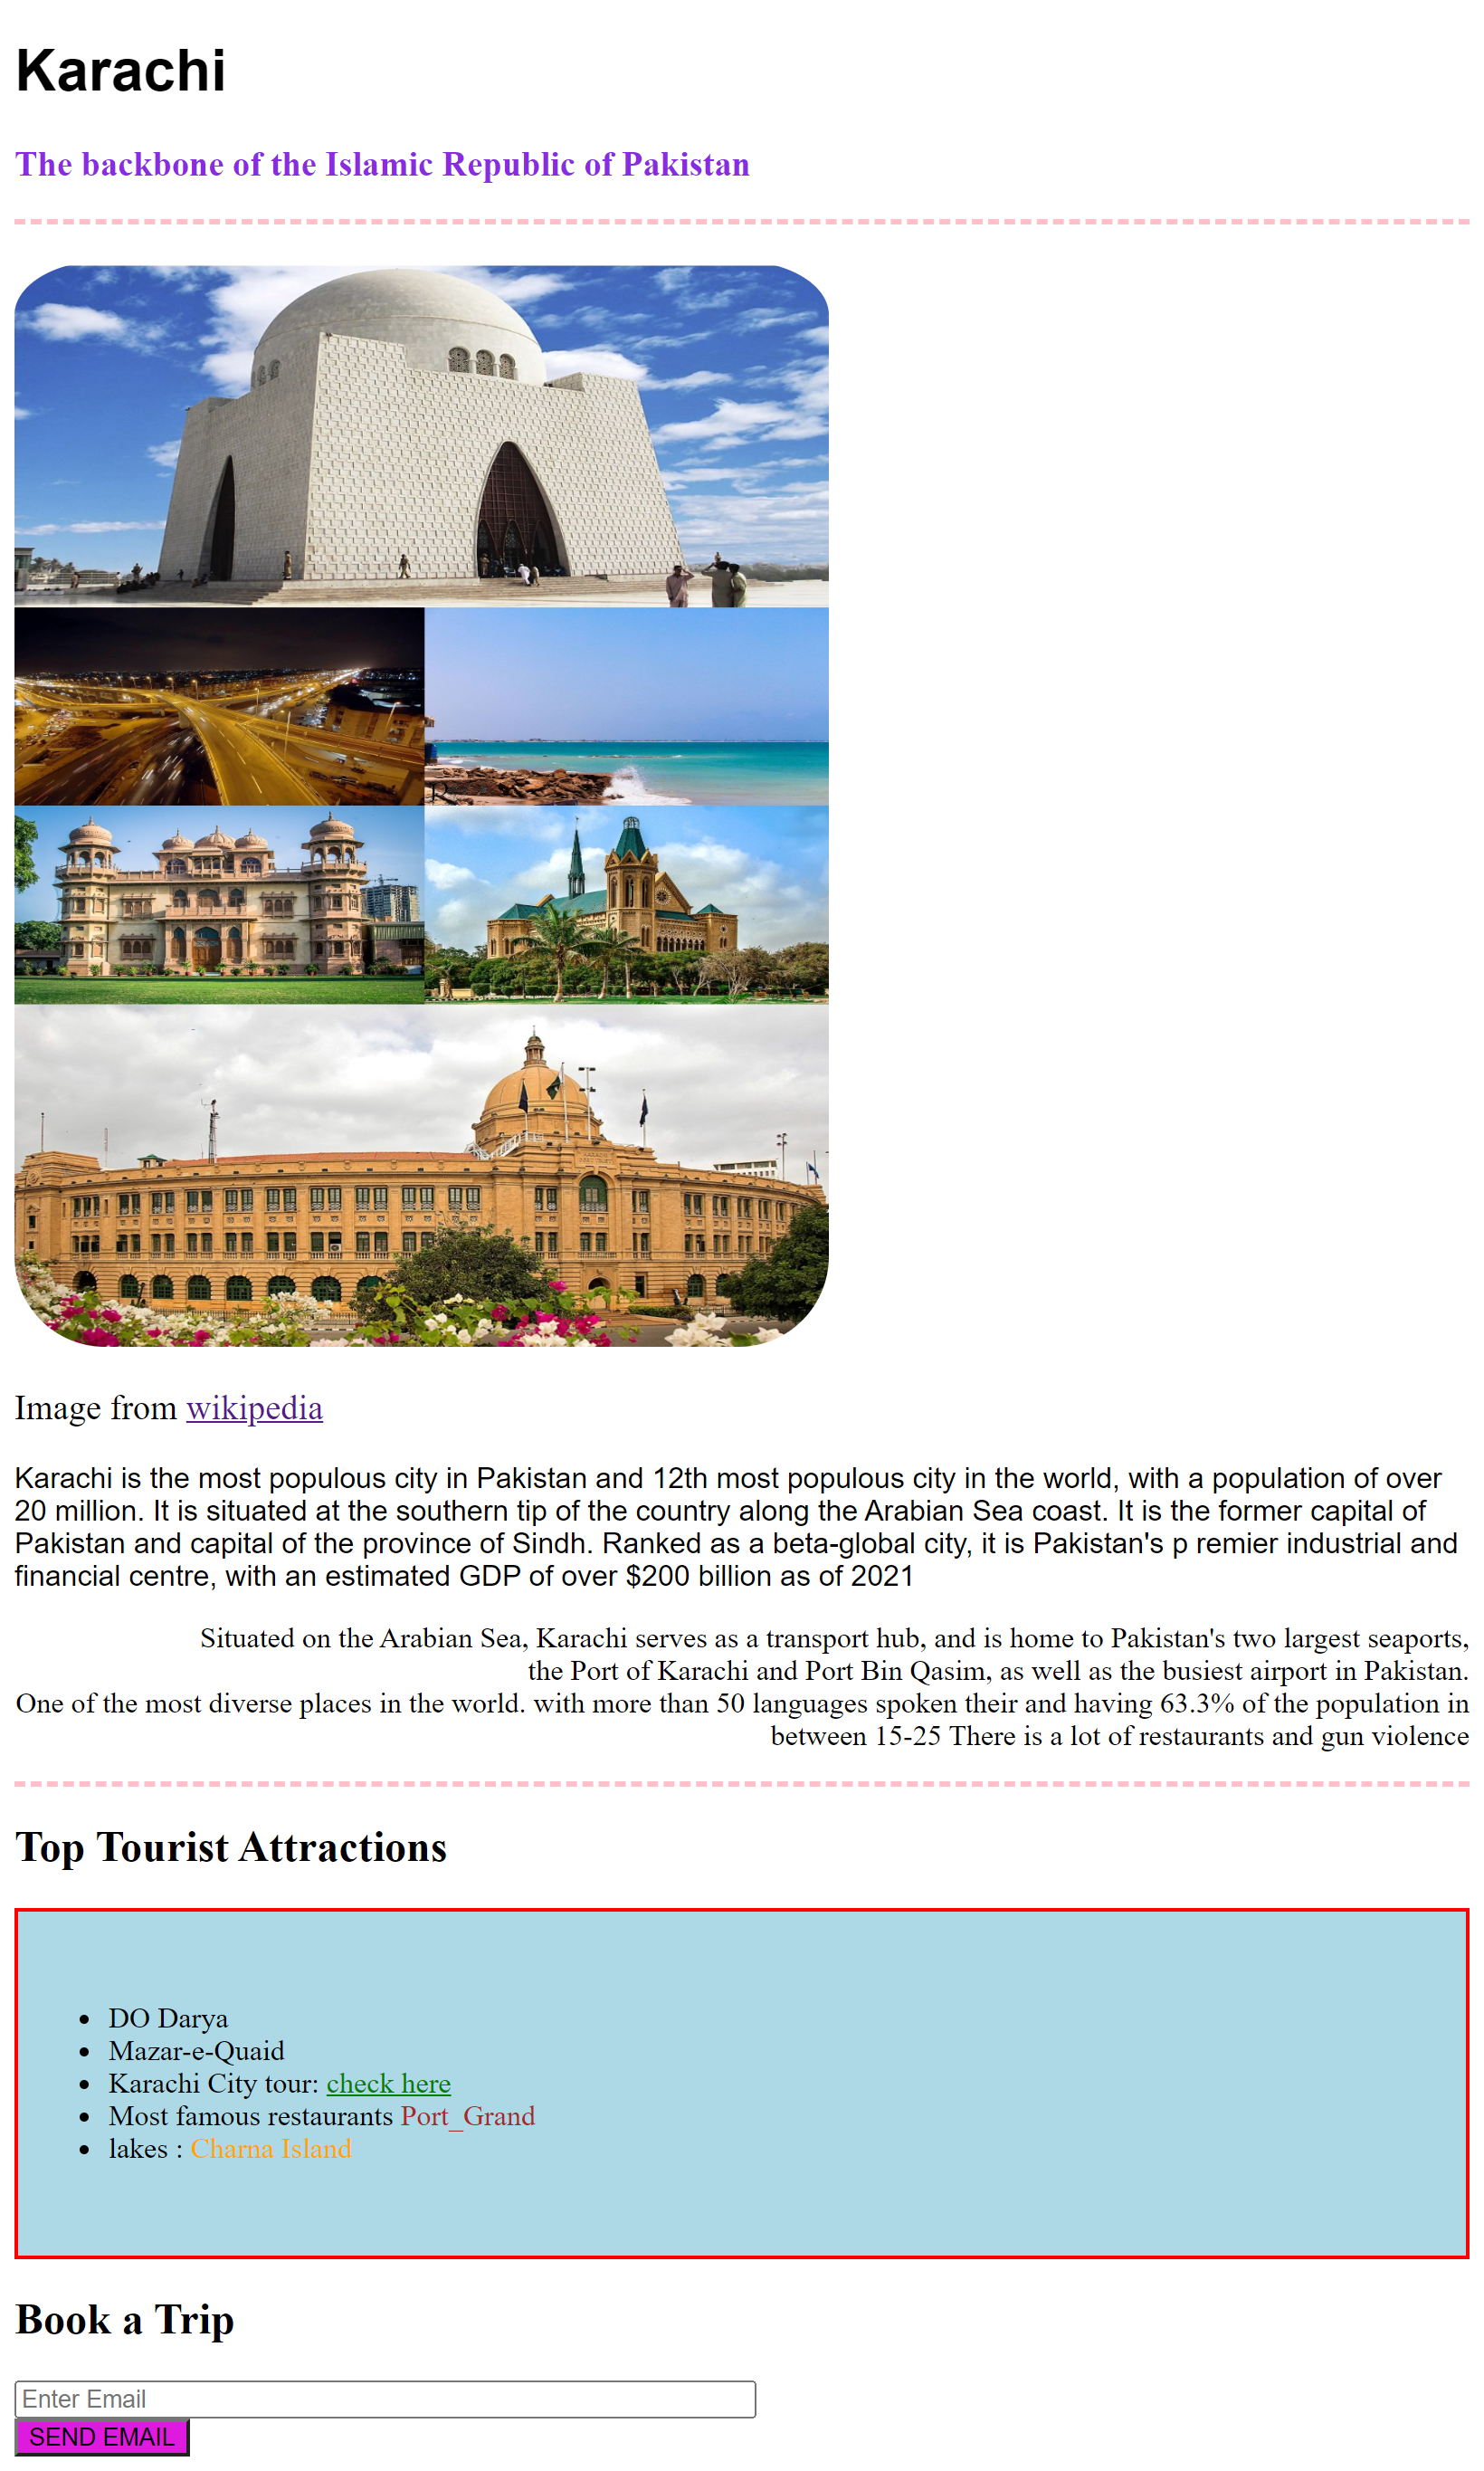 Karachi
The backbone of the Islamic Republic of Pakistan
Image from wikipedia
Karachi is the most populous city in Pakistan and 12th most populous city in the world, with a population of over
20 million. It is situated at the southern tip of the country along the Arabian Sea coast. It is the former capital of
Pakistan and capital of the province of Sindh. Ranked as a beta-global city, it is Pakistan's p remier industrial and
financial centre, with an estimated GDP of over $200 billion as of 2021
Situated on the Arabian Sea, Karachi serves as a transport hub, and is home to Pakistan's two largest seaports,
the Port of Karachi and Port Bin Qasim, as well as the busiest airport in Pakistan.
One of the most diverse places in the world. with more than 50 languages spoken their and having 63.3% of the population in
between 15-25 There is a lot of restaurants and gun violence
Top Tourist Attractions
DO Darya
Mazar-e-Quaid
Karachi City tour: check here
Most famous restaurants Port_Grand
lakes : Charna Island
Book a Trip
Enter Email
SEND EMAIL